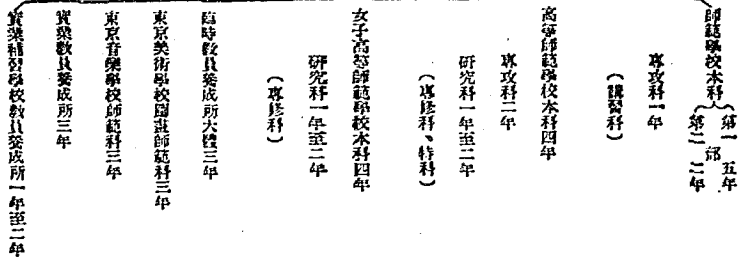 師範學校本科 第一部 五年
第二部 二年
專攻科一年
(講習科)
高等師範學校本科四年
專攻科二年
研究科一年至二年
(專修科、特科)
女子高等師範學校本科四年
研究科一年至二年
(專修科)
臨時教員養成所大體三年
東京美術學校圖畫師範科三年
東京音樂學校師範科三年
實業教員養成所三年
實業補習學校教員養成所一年至二年